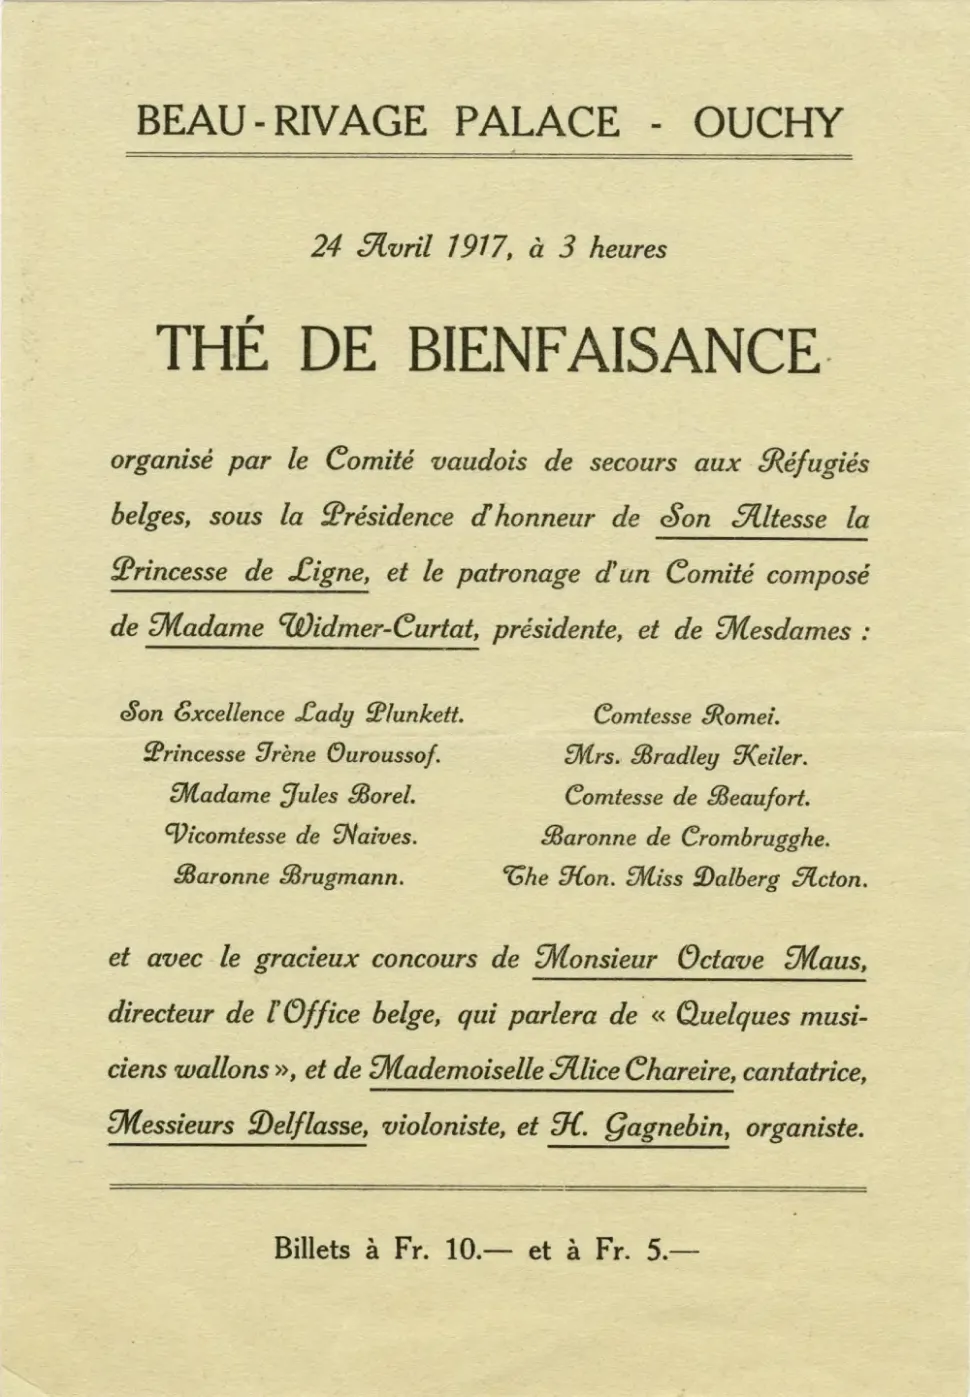 BEAU-RIVAGE PALACE - OUCHY
24 Avril 1917, à 3 heures
THÉ DE BIENFAISANCE
organisé par le Comité vaudois de secours aux Réfugiés
belges, sous la Présidence d'honneur de Son Altesse la
Princesse de Ligne, et le patronage d'un Comité composé
de Madame Widmer-Curtat, présidente, et de Mesdames :
Son Excellence Lady Plunkett.
Princesse Irène Ouroussof.
Madame Jules Borel.
Vicomtesse de Naives.
Baronne Brugmann.
Comtesse Romei.
Mrs. Bradley Keiler.
Comtesse de Beaufort.
Baronne de Crombrugghe.
The Hon. Miss Dalberg Acton.
et avec le gracieux concours de Monsieur Octave Maus,
directeur de l'Office belge, qui parlera de « Quelques musi-
ciens wallons », et de Mademoiselle Alice Chareire, cantatrice,
Messieurs Delflasse, violoniste, et H. Gagnebin, organiste.
Billets à Fr. 10.— et à Fr. 5.—